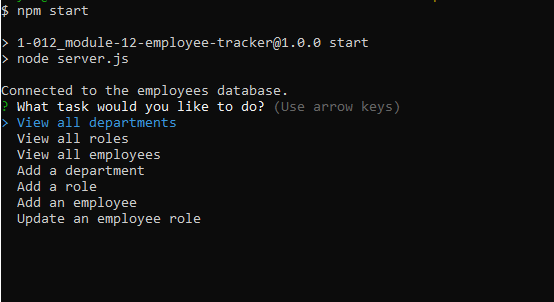 $ npm start
> 1-012_module-12-employee-tracker@1.0.0 start
> node server.js
Connected to the employees database.
? What task would you like to do? (Use arrow keys)
> View all departments
View all roles
View all employees
Add a department
Add a role
Add an employee
Update an employee role